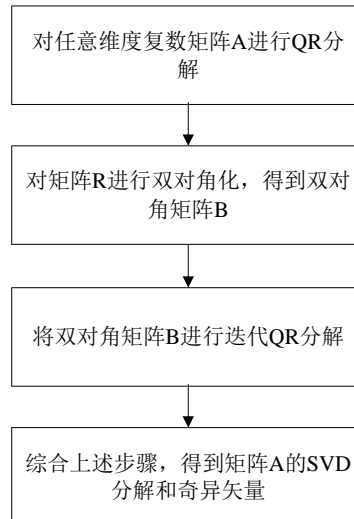 对任意维度复数矩阵A进行QR分
解
对矩阵R进行双对角化，得到双对
角矩阵B
将双对角矩阵B进行迭代QR分解
综合上述步骤，得到矩阵A的SVD
分解和奇异矢量